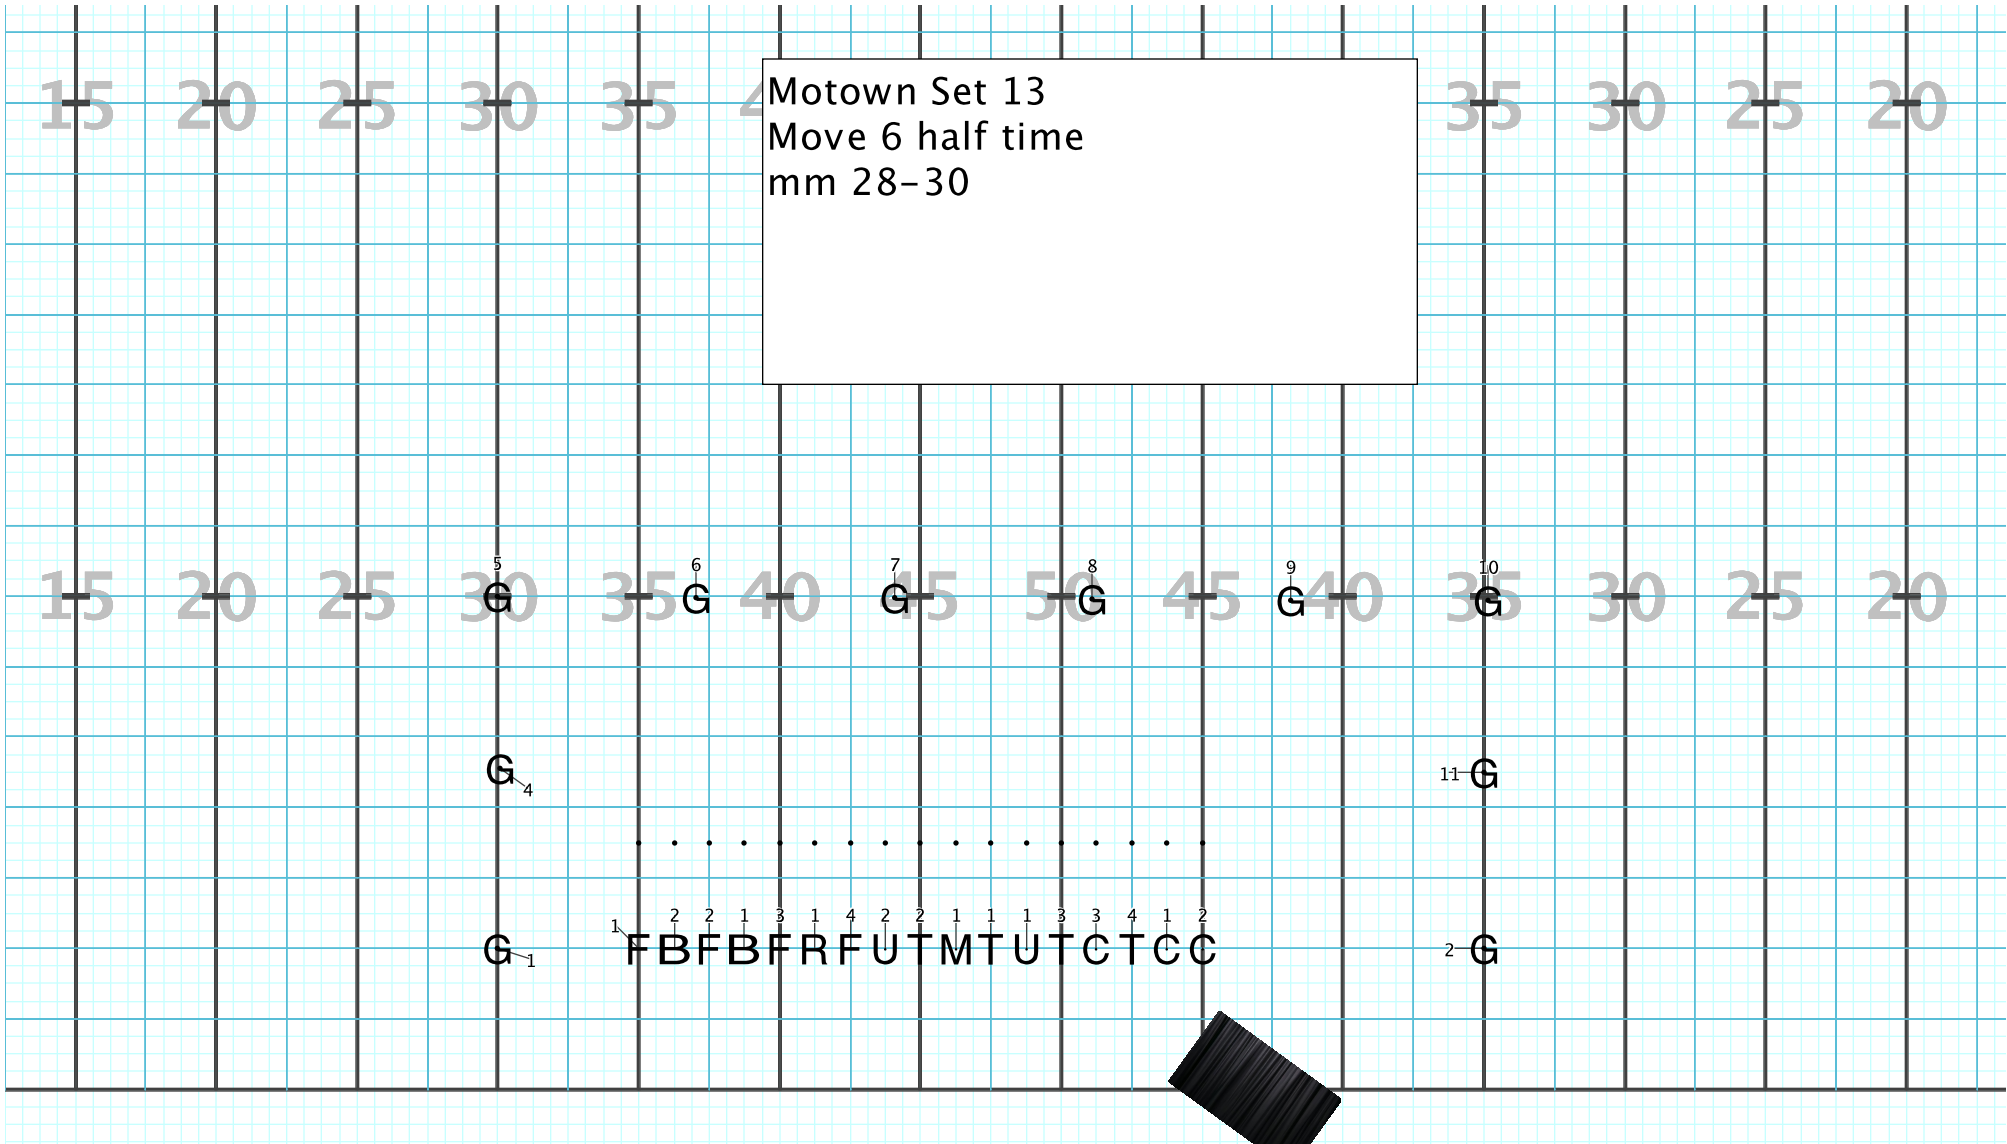 15 20 25 30 35 4 35 30 25 20
Motown Set 13
Move 6 half time
mm 28-30
5 6 7 8 9 10
15 20 25 30 35 40 45 50 45 40 35 30 25 20
G G G G G G
G 4 11 G
1 2 2 1 3 1 4 2 2 1 1 1 3 3 4 1 2
G 1 F B F B F R F U T M T U T C T C C 2 G